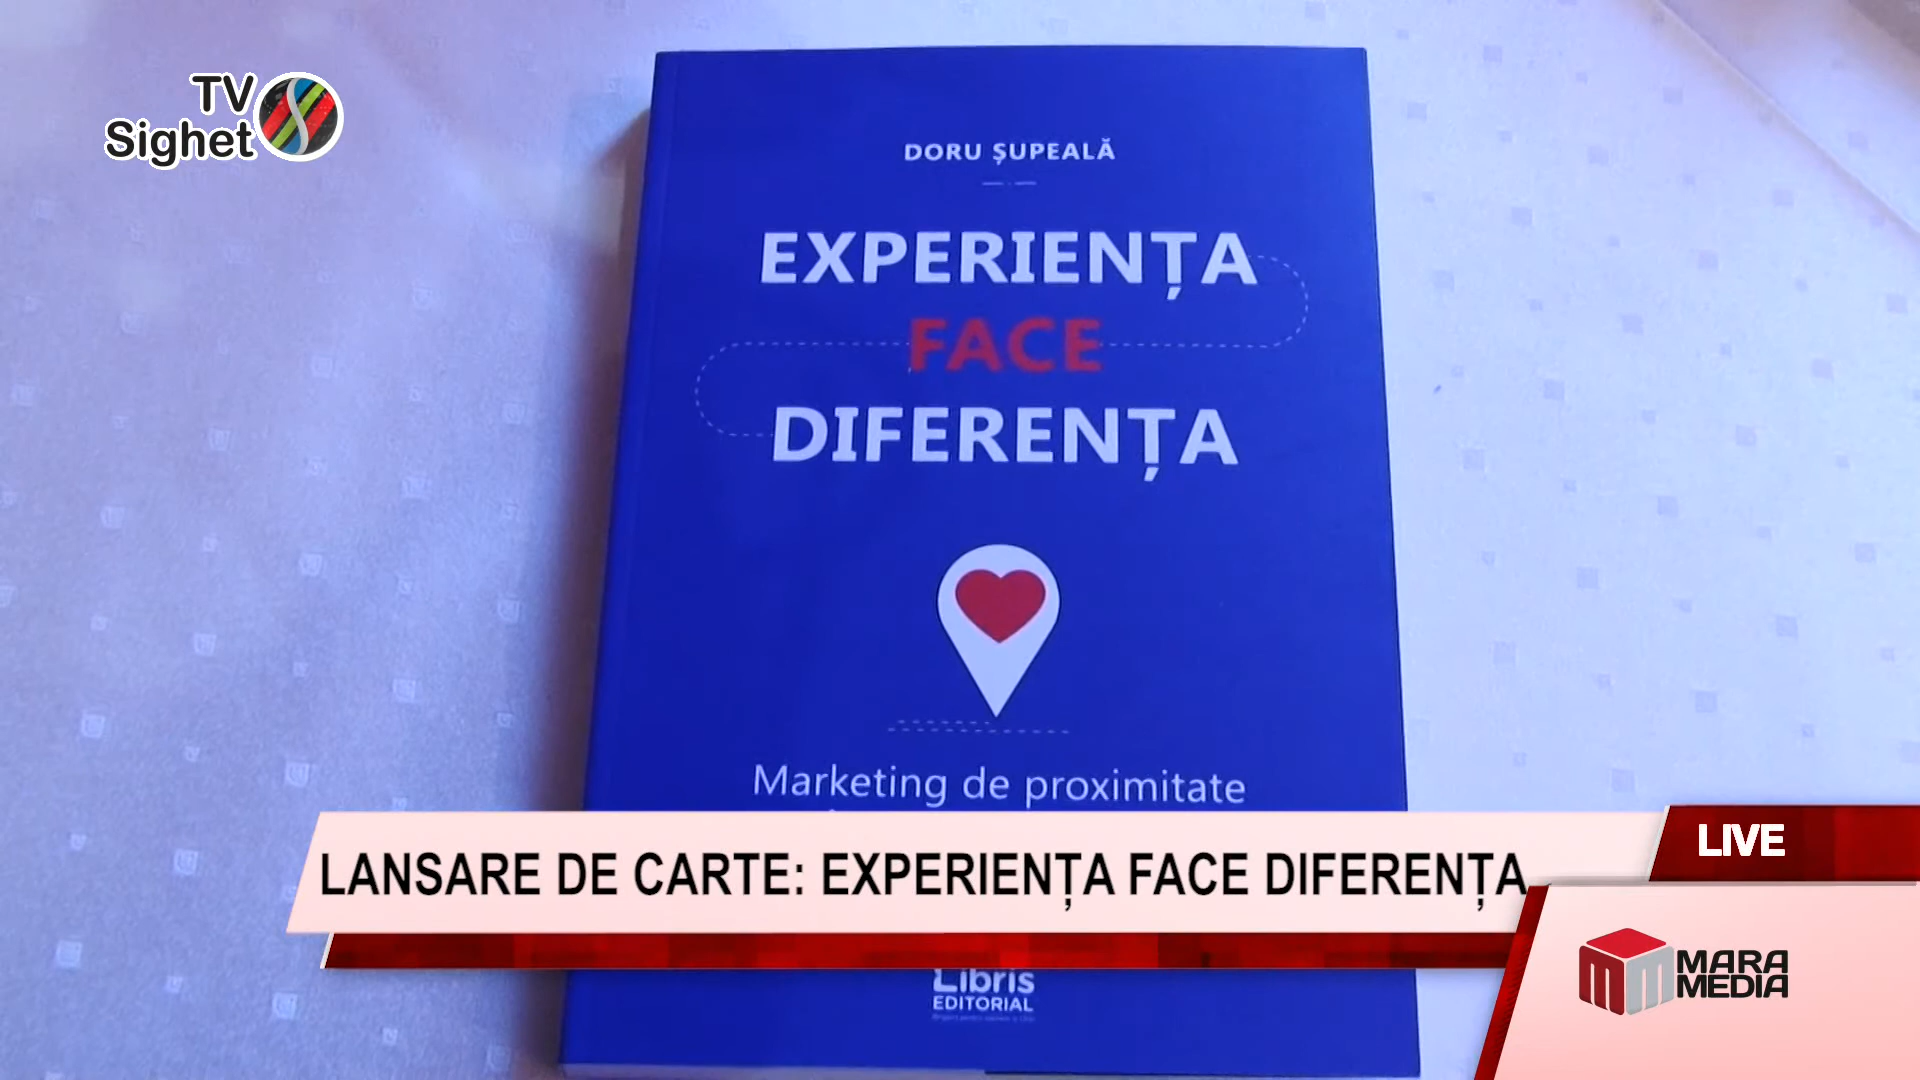 TV
Sighet
DORU ȘUPEALĂ
EXPERIENȚA
FACE
DIFERENȚA
Marketing de proximitate
LANSARE DE CARTE: EXPERIENȚA FACE DIFERENȚA
LIVE
MARA
MEDIA
Libris
EDITORIAL